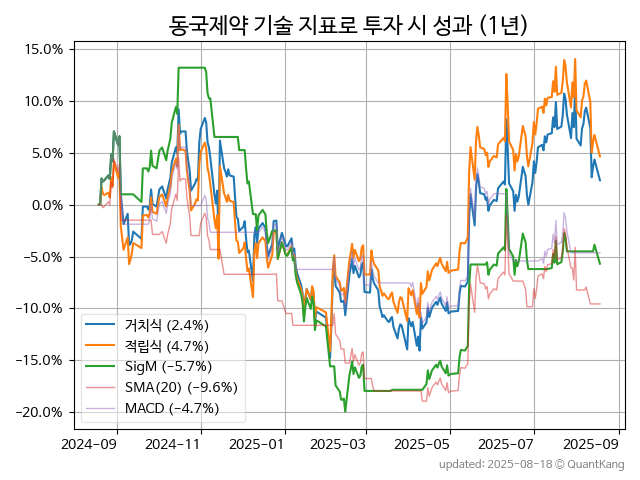 동국제약 기술 지표로 투자 시 성과 (1년)
15.0%
10.0%
5.0%
0.0%
−5.0%
−10.0%
−15.0%
−20.0%
거치식 (2.4%)
적립식 (4.7%)
SigM (−5.7%)
SMA(20) (−9.6%)
MACD (−4.7%)
2024−09 2024−11 2025−01 2025−03 2025−05 2025−07 2025−09
updated: 2025−08−18 © QuantKang